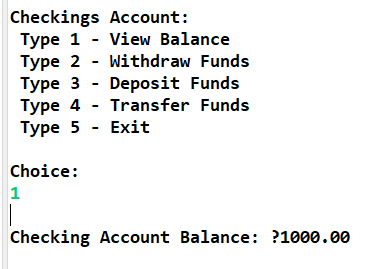 Checkings Account:
Type 1 - View Balance
Type 2 - Withdraw Funds
Type 3 - Deposit Funds
Type 4 - Transfer Funds
Type 5 - Exit
Choice:
1
Checking Account Balance: ?1000.00